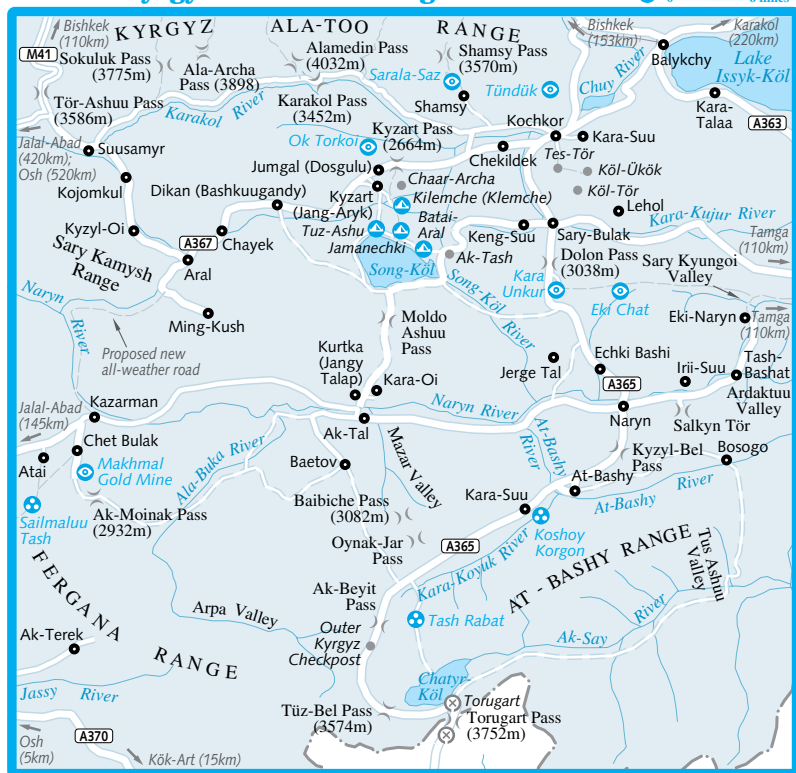 KYRGYZ ALA-TOO RANGE
Bishkek
(110km)
M41
Sokuluk Pass
(3775m)
Ala-Archa
Pass (3898)
Alamedin Pass
(4032m)
Shamsy Pass
(3570m)
Bishkek
(153km)
Karakol
(220km)
Balykchy
Lake
Issyk-Köl
Sarala-Saz
Tündük
Chuy River
Tör-Ashuu Pass
(3586m)
Karakol River
Karakol Pass
(3452m)
Shamsy
Kara-
Talaa
A363
Kochkor
Kara-Suu
Jalal-Abad
(420km);
Osh (520km)
Suusamyr
Ok Torkoi
Kyzart Pass
(2664m)
Chekildek
Tes-Tör
Köl-Ükök
Köl-Tör
Jumgal (Dosgulu)
Chaar-Archa
Kojomkul
Dikan (Bashkuugandy)
Kyzart
(Jang-Aryk)
Kilemche (Klemche)
Lehol
Kara-Kujur River
Tuz-Ashu
Batai-
Aral
Jamanechki
Keng-Suu
Sary-Bulak
Kyzyl-Oi
A367
Chayek
Ak-Tash
Tamga
(110km)
Sary Kamysh
Range
Aral
Song-Köl
Song-Köl
River
Dolon Pass
(3038m)
Sary Kyungoi
Valley
Kara
Unkur
Eki Chat
Naryn
River
Ming-Kush
Moldo
Ashuu
Pass
Eki-Naryn
Tamga
(110km)
Proposed new
all-weather road
Kurtka
(Jangy
Talap)
Kara-Oi
Jerge Tal
Echki Bashi
Irii-Suu
Tash-
Bashat
A365
Ardaktuu
Valley
Jalal-Abad
(145km)
Kazarman
Naryn River
Naryn
Salkyn Tör
Ak-Tal
Chet Bulak
Atai
Makhmal
Gold Mine
Ala-Buka River
Baetov
Mazar Valley
At-Bashy
River
Kyzyl-Bel
Pass
Bosogo
At-Bashy
At-Bashy
River
Sailmaluu
Tash
Ak-Moinak Pass
(2932m)
Baibiche Pass
(3082m)
Kara-Suu
Koshoy
Korgon
Oynak-Jar
Pass
A365
Kara-Koyuk River
AT - BASHY RANGE
Tus Ashuu
Valley
FERGANA
RANGE
Arpa Valley
Ak-Beyit
Pass
Tash Rabat
Ak-Say
River
Ak-Terek
Outer
Kyrgyz
Checkpost
Chatyr-
Köl
Jassy River
Tüz-Bel Pass
(3574m)
Torugart
Torugart Pass
(3752m)
A370
Osh
(5km)
Kök-Art (15km)